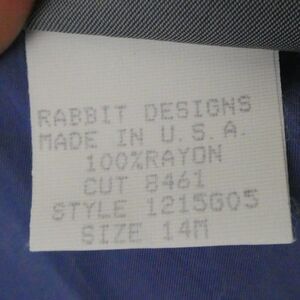 RABBIT DESIGNS
MADE IN U.S.A.
100%RAYON
CUT 8461
STYLE 1215G05
SIZE 14M